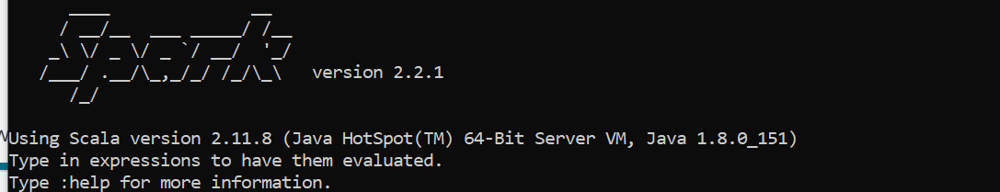 ____              __
     / __/__  ___ _____/ /__
    _\ \/ _ \/ _ `/ __/  '_/
   /___/ .__/\_,_/_/ /_/\_\   version 2.2.1
      /_/
Using Scala version 2.11.8 (Java HotSpot(TM) 64-Bit Server VM, Java 1.8.0_151)
Type in expressions to have them evaluated.
Type :help for more information.